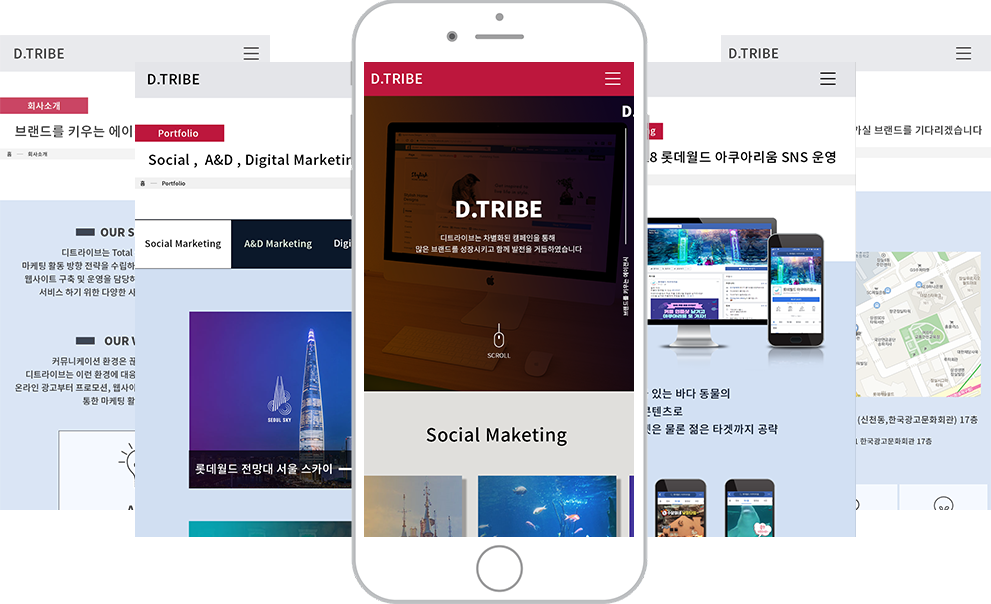 D.TRIBE
회사소개
브랜드를 키우는 에이
홈 — 회사소개
OUR S
디트라이브는 Total
마케팅 활동 방향 전략을 수립하
웹사이트 구축 및 운영을 담당하
서비스 하기 위한 다양한 사
OUR V
커뮤니케이션 환경은 끊
디트라이브는 이런 환경에 대응
온라인 광고부터 프로모션, 웹사이
통한 마케팅 활
D.TRIBE
Portfolio
Social , A&D , Digital Marketin
홈 — Portfolio
Social Marketing
A&D Marketing
Digi
SEOUL SKY
롯데월드 전망대 서울 스카이
D.TRIBE
D.
D.TRIBE
디트라이브는 차별화된 캠페인을 통해
많은 브랜드를 성장시키고 함께 발전을 거듭하였습니다
브랜드를 키우는 에이전시
SCROLL
Social Maketing
g
8 롯데월드 아쿠아리움 SNS 운영
있는 바다 동물의
콘텐츠로
켓은 물론 젊은 타겟까지 공략
D.TRIBE
가실 브랜드를 기다리겠습니다
(신천동,한국광고문화회관) 17층
1 한국광고문화회관 17층